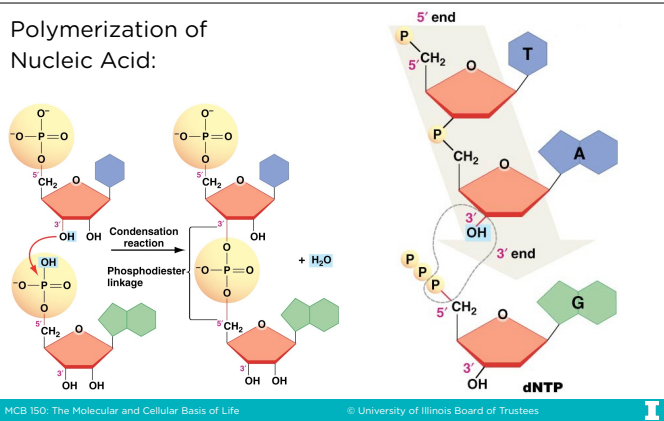 Polymerization of
Nucleic Acid:
O⁻
⁻O P O
O
5′
CH₂
O
3′
OH OH
OH
⁻O P O
O
5′
CH₂
O
3′
OH OH
Condensation
reaction
Phosphodiester
linkage
O⁻
⁻O P O
O
5′
CH₂
O
3′
O OH
⁻O P O
O
5′
CH₂
O
3′
OH OH
+ H₂O
5′ end
P
5′ CH₂
O
T
P
CH₂
O
A
3′
OH
3′ end
P
P
P
5′ CH₂
O
G
3′
OH
dNTP
MCB 150: The Molecular and Cellular Basis of Life
© University of Illinois Board of Trustees
I